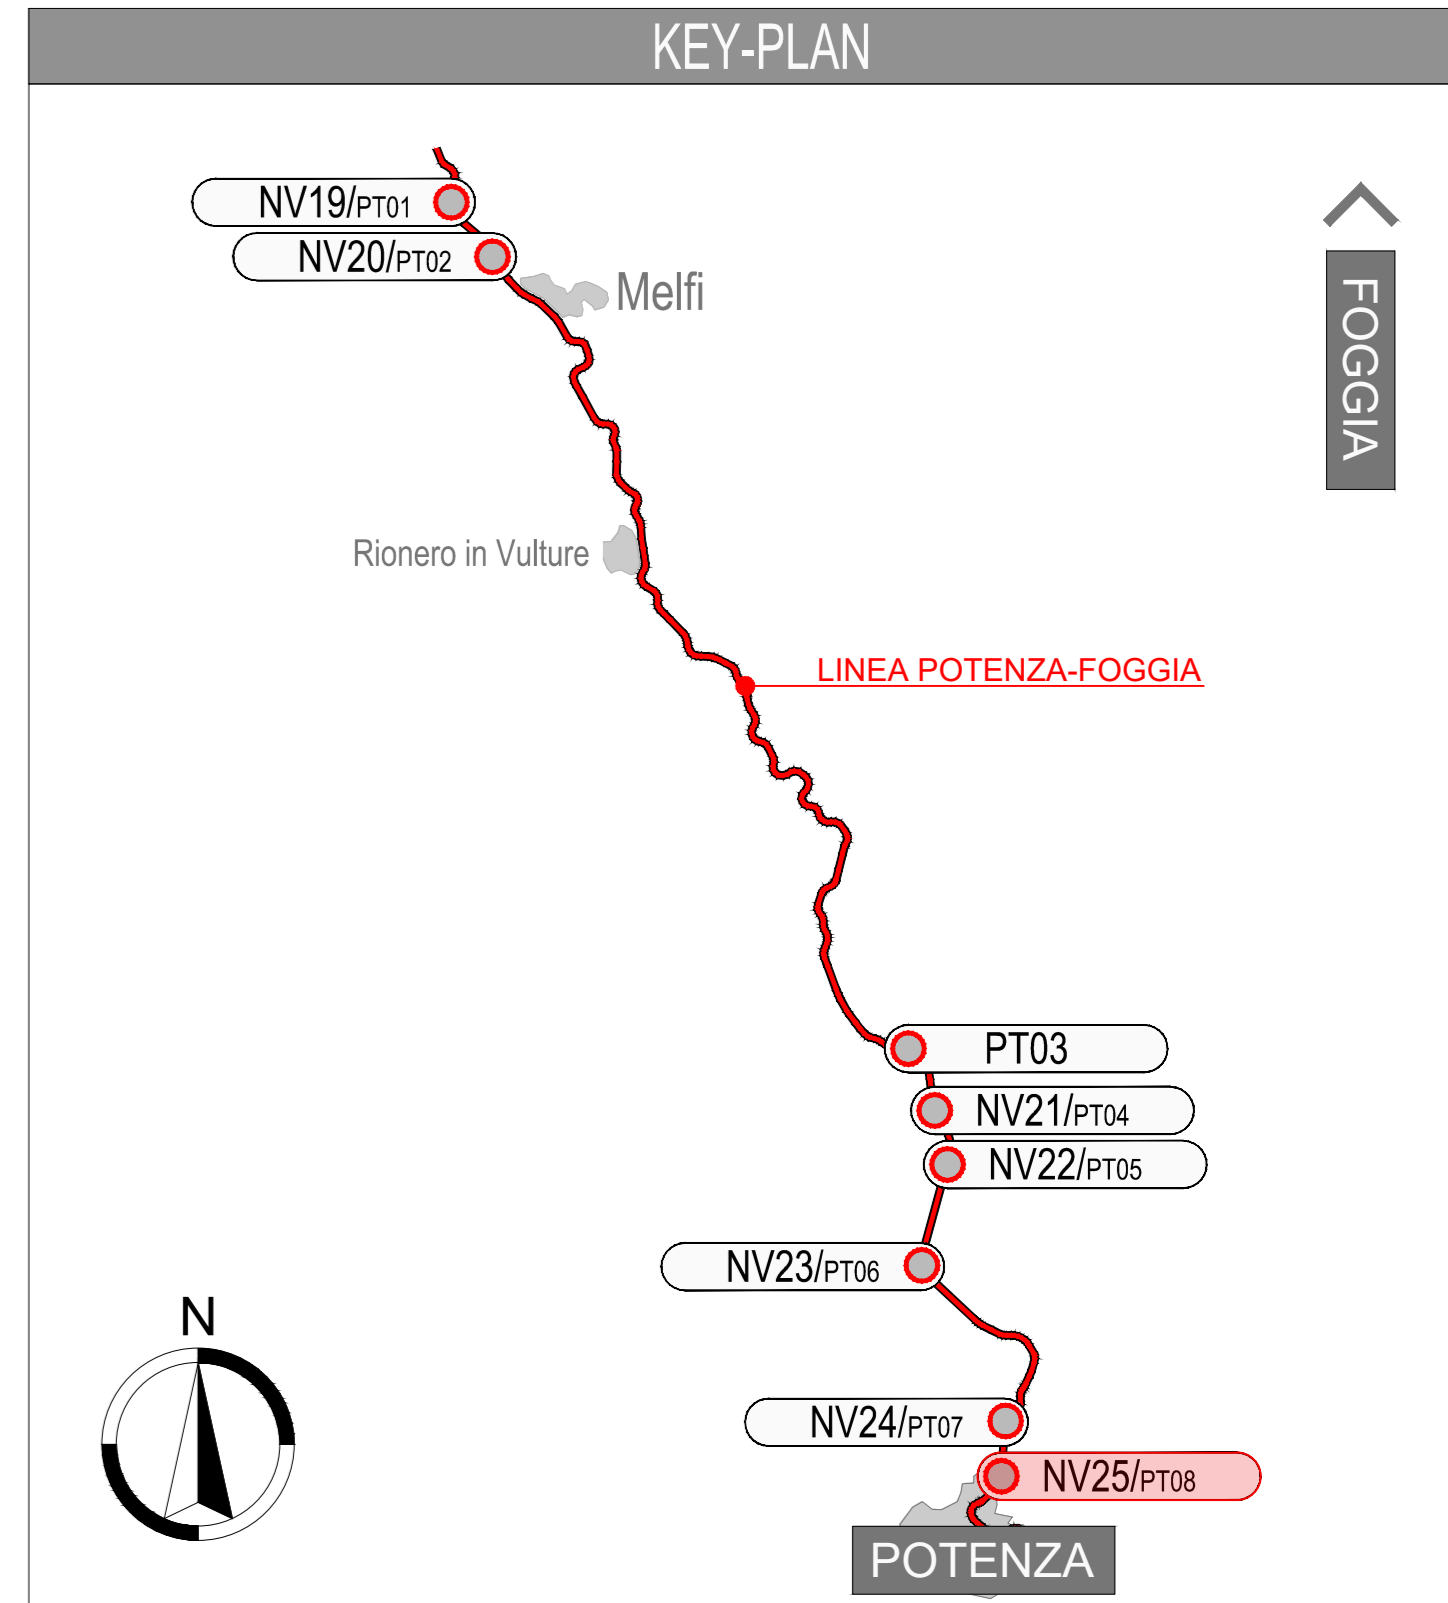 KEY-PLAN
NV19/PT01
NV20/PT02
Melfi
FOGGIA
Rionero in Vulture
LINEA POTENZA-FOGGIA
PT03
NV21/PT04
NV22/PT05
NV23/PT06
N
NV24/PT07
NV25/PT08
POTENZA